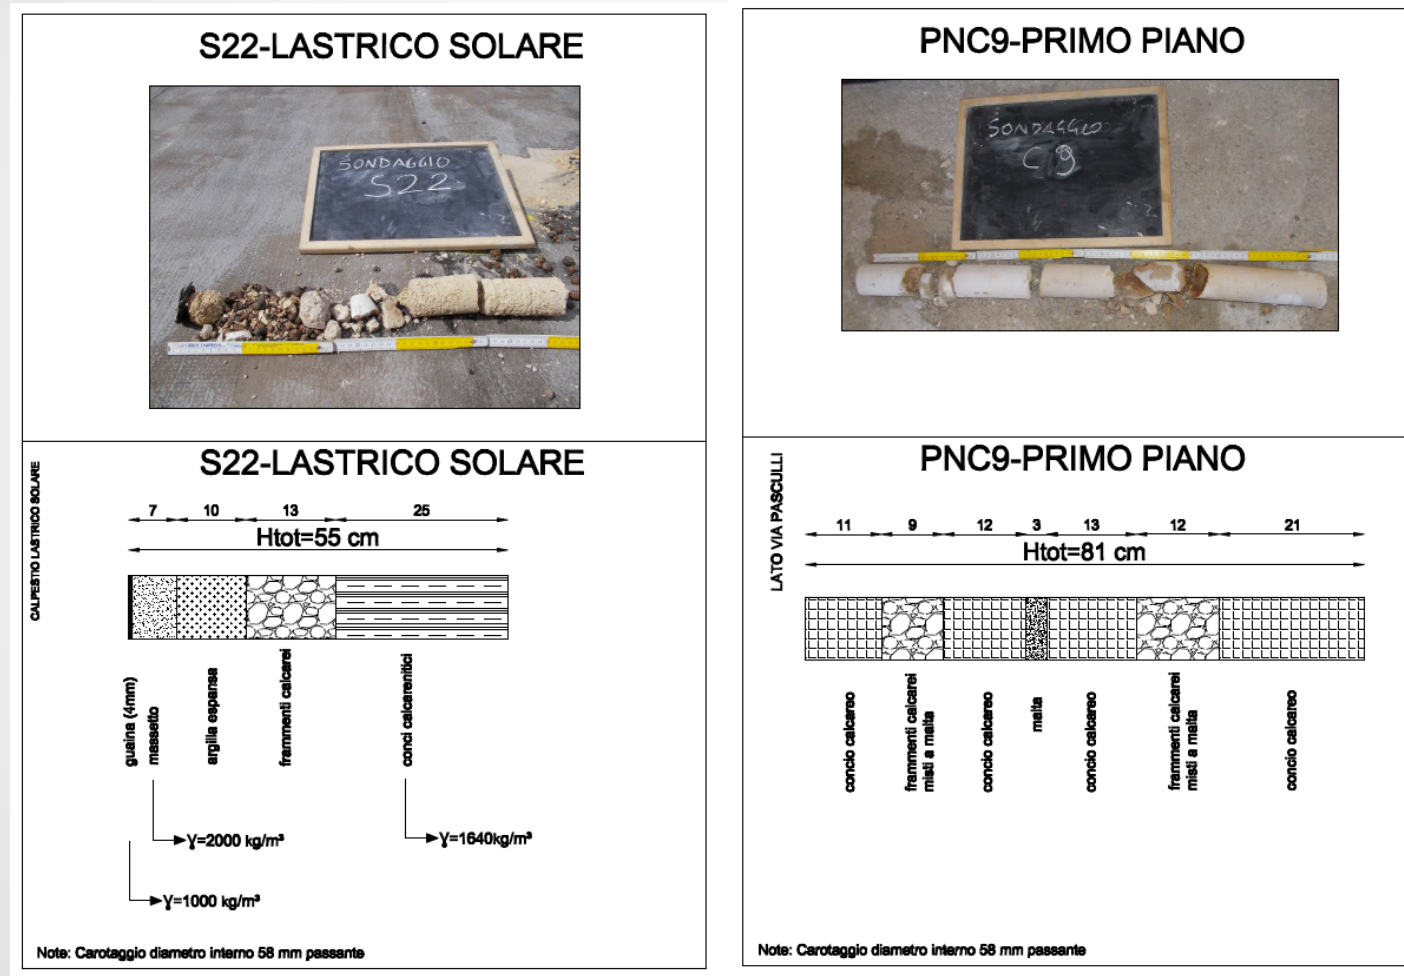 S22-LASTRICO SOLARE
SONDAGGIO
S22
S22-LASTRICO SOLARE
CALPESTIO LASTRICO SOLARE
7 10 13 25
Htot=55 cm
guaina (4mm)
massetto
argilla espansa
frammenti calcarei
conci calcarenitici
γ=2000 kg/m³
γ=1640kg/m³
γ=1000 kg/m³
Note: Carotaggio diametro interno 58 mm passante
PNC9-PRIMO PIANO
SONDAGGIO
C9
PNC9-PRIMO PIANO
LATO VIA PASCULLI
11 9 12 3 13 12 21
Htot=81 cm
concio calcareo
frammenti calcarei
misti a malta
concio calcareo
malta
concio calcareo
frammenti calcarei
misti a malta
concio calcareo
Note: Carotaggio diametro interno 58 mm passante